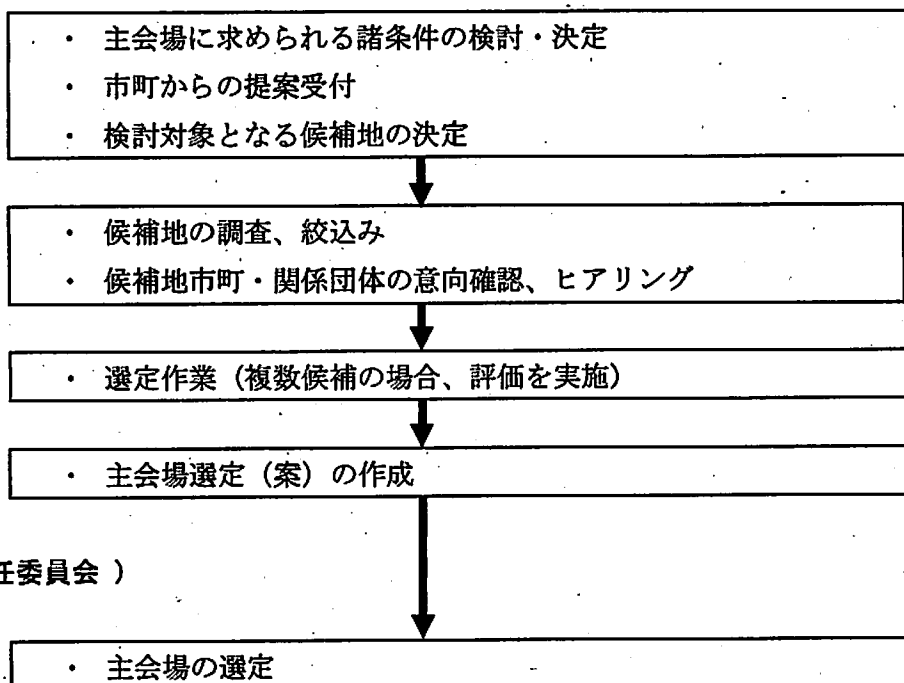 ・ 主会場に求められる諸条件の検討・決定
・ 市町からの提案受付
・ 検討対象となる候補地の決定
・ 候補地の調査、絞込み
・ 候補地市町・関係団体の意向確認、ヒアリング
・ 選定作業（複数候補の場合、評価を実施）
・ 主会場選定（案）の作成
任委員会 ）
・ 主会場の選定